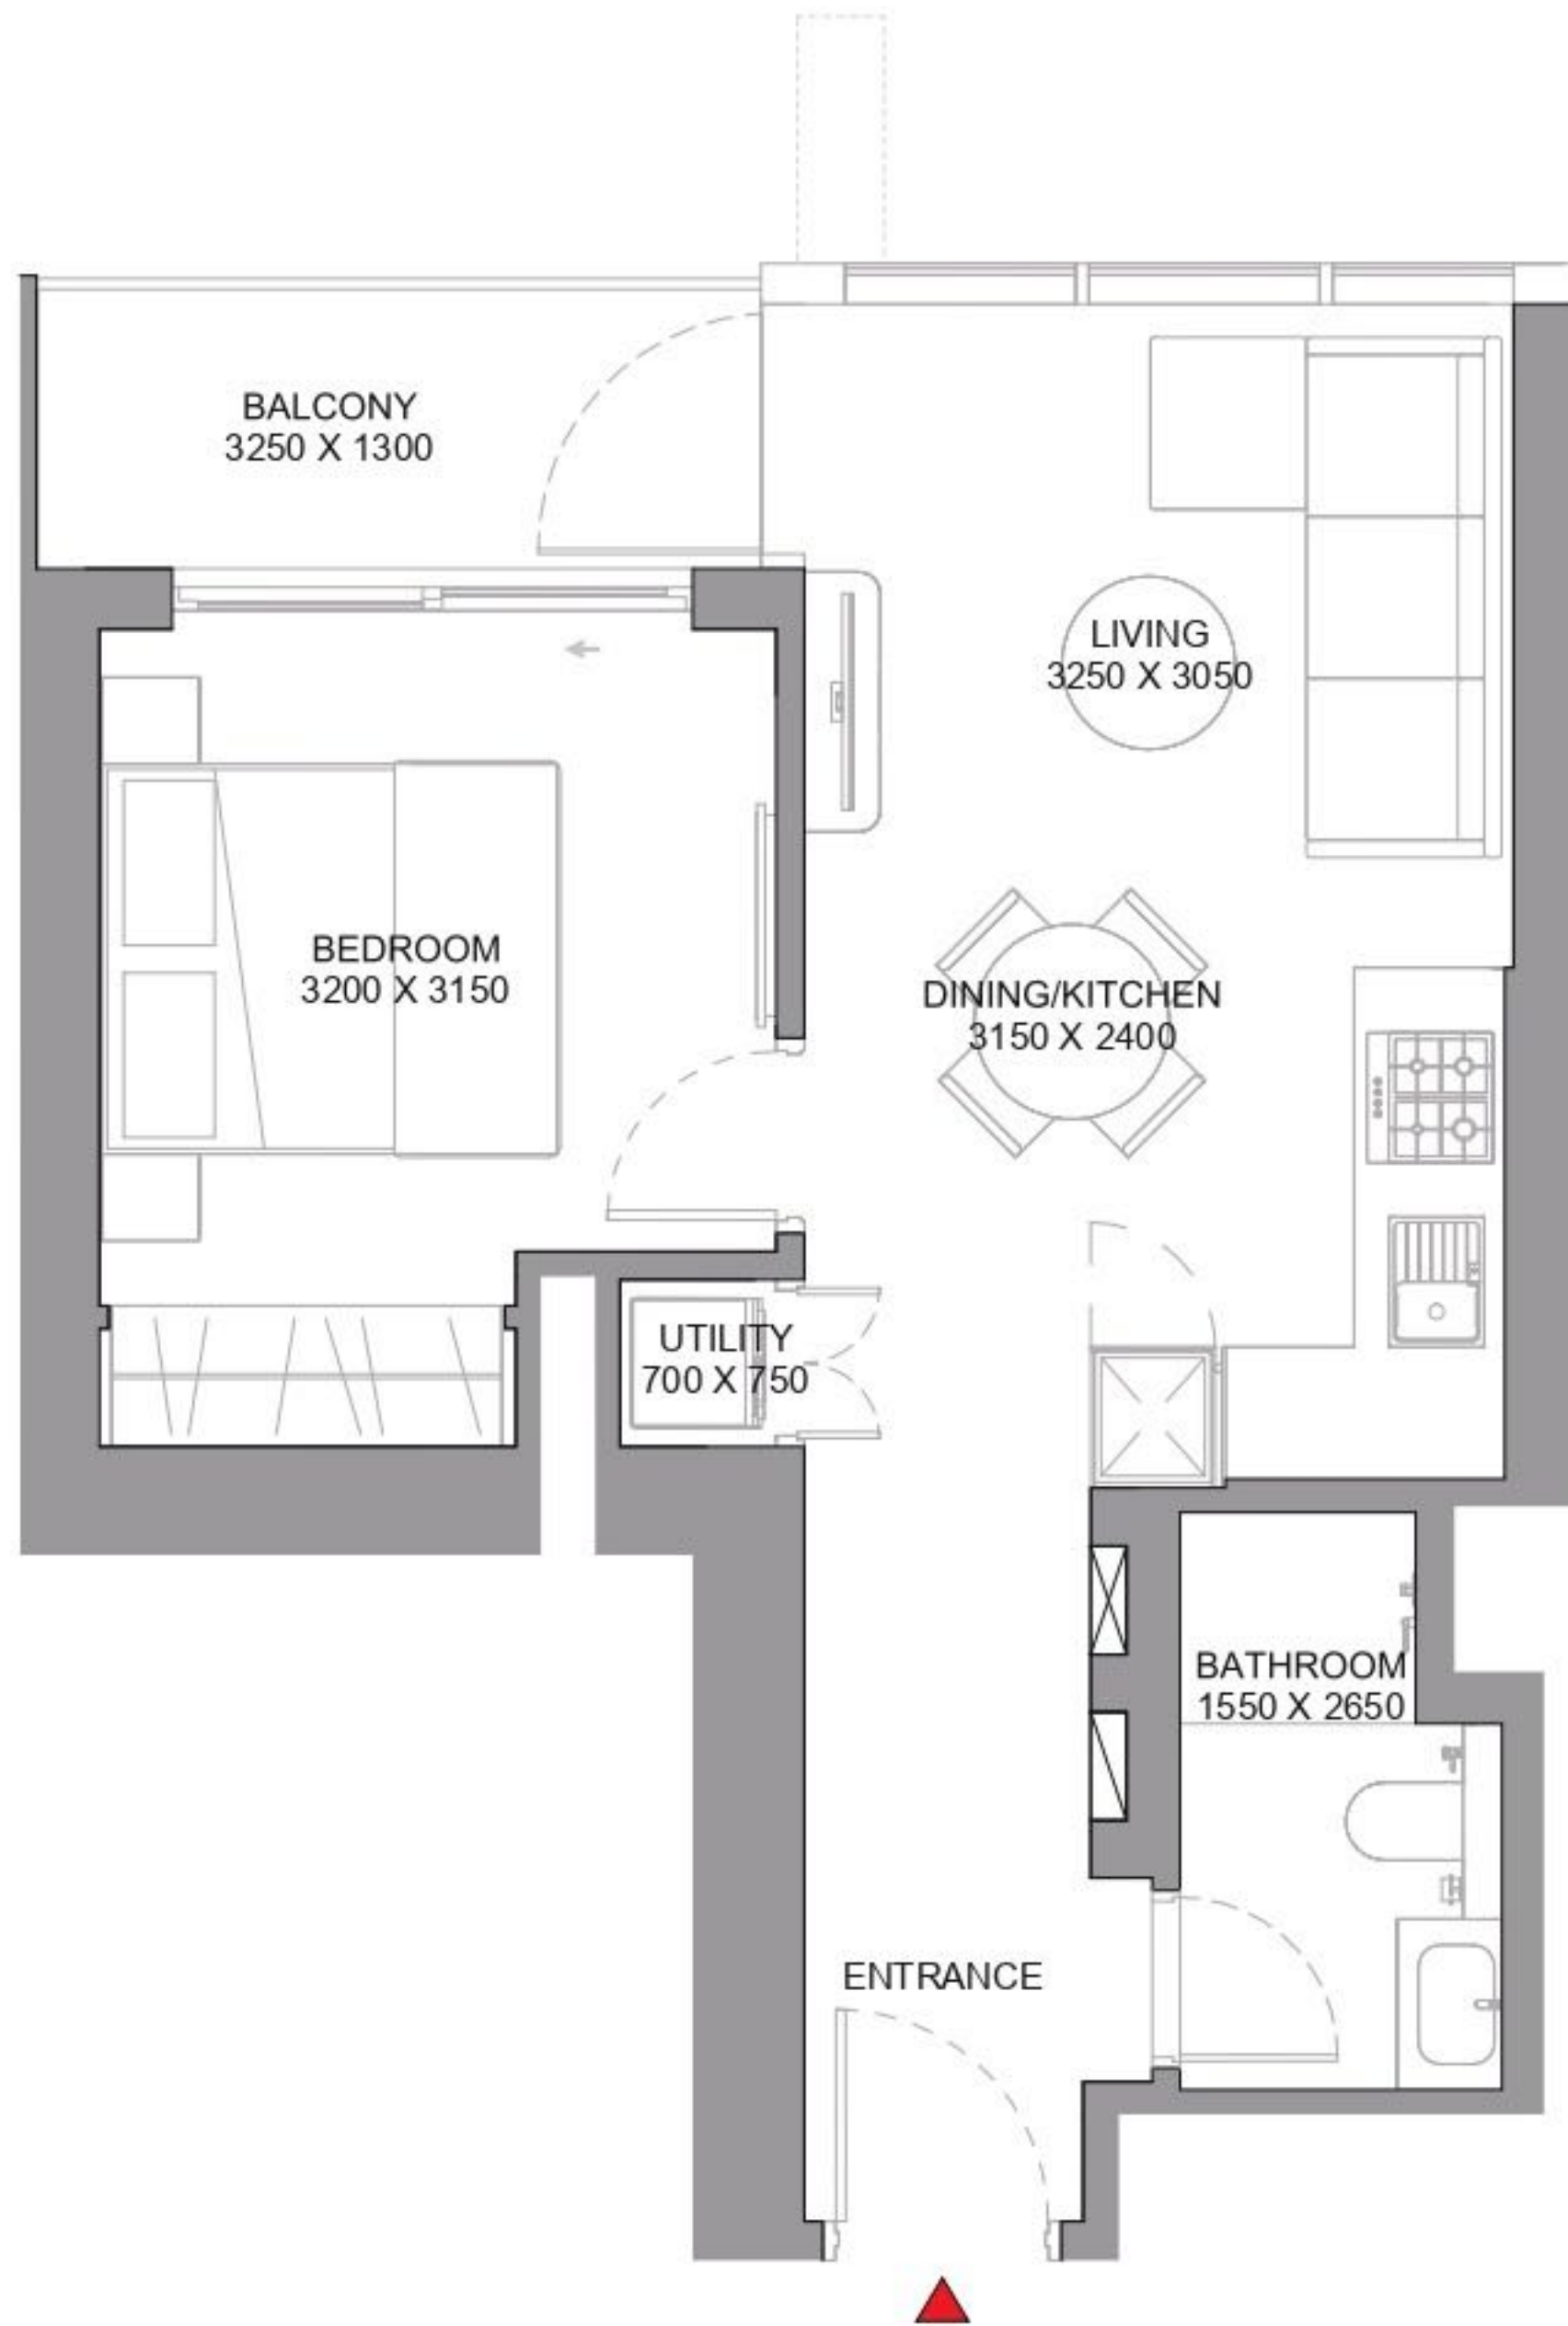 BALCONY
3250 X 1300
LIVING
3250 X 3050
BEDROOM
3200 X 3150
DINING/KITCHEN
3150 X 2400
UTILITY
700 X 750
BATHROOM
1550 X 2650
ENTRANCE